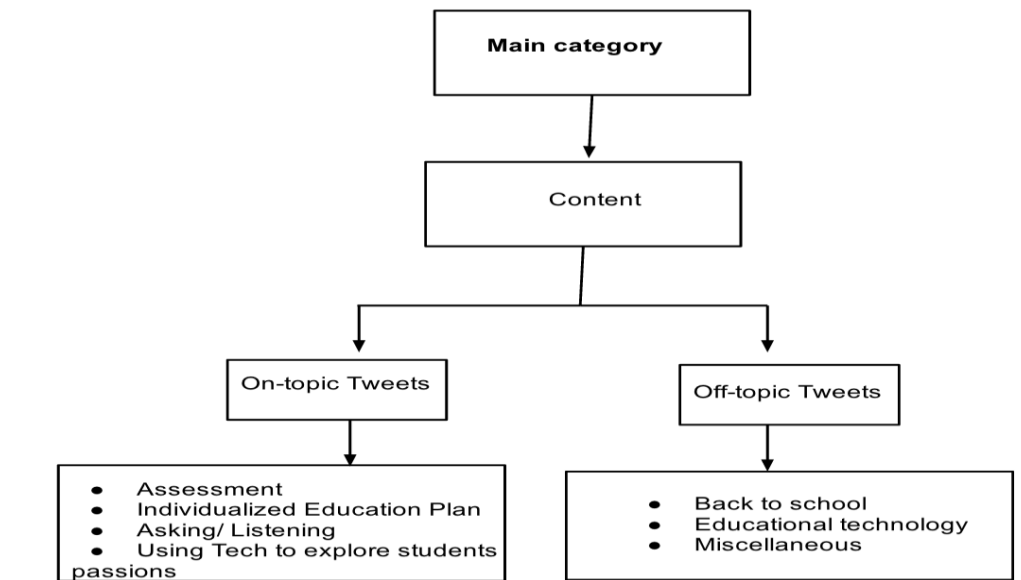 Main category
Content
On-topic Tweets
Off-topic Tweets
● Assessment
● Individualized Education Plan
● Asking/ Listening
● Using Tech to explore students
passions
● Back to school
● Educational technology
● Miscellaneous